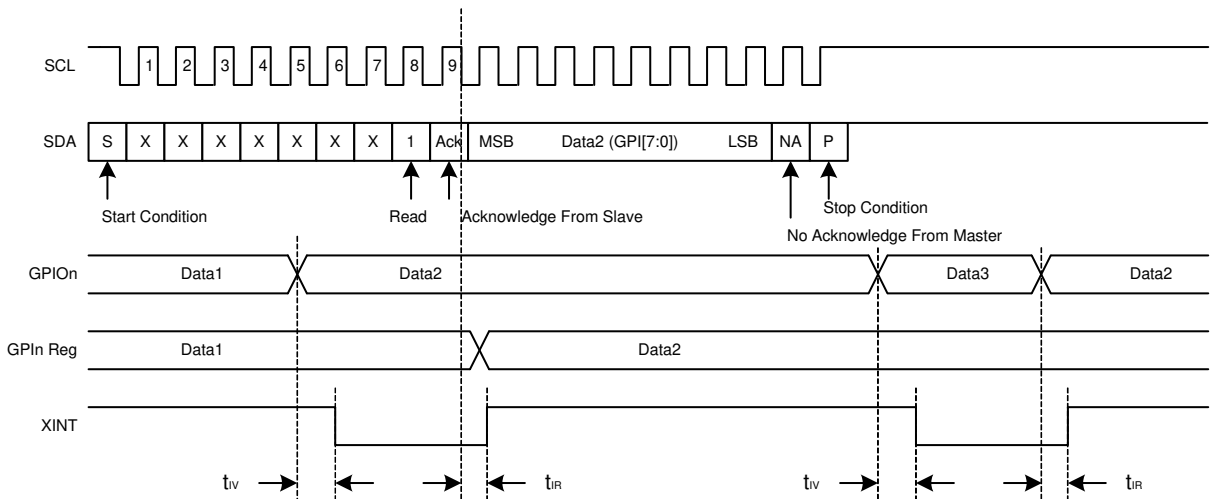 SCL 1 2 3 4 5 6 7 8 9
SDA S X X X X X X X 1 Ack MSB Data2 (GPI[7:0]) LSB NA P
Start Condition Read Acknowledge From Slave Stop Condition
No Acknowledge From Master
GPIOn Data1 Data2 Data3 Data2
GPIn Reg Data1 Data2
XINT
tIV tIR tIV tIR